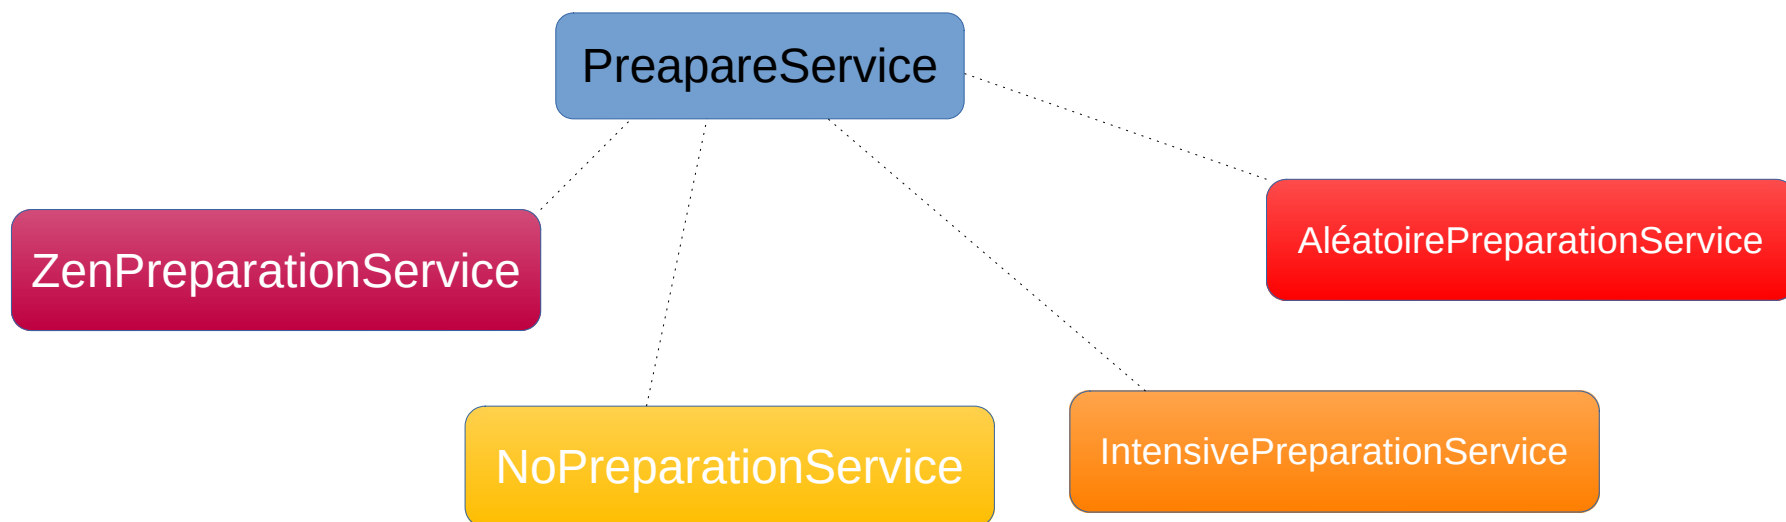 PreapareService
AléatoirePreparationService
ZenPreparationService
IntensivePreparationService
NoPreparationService